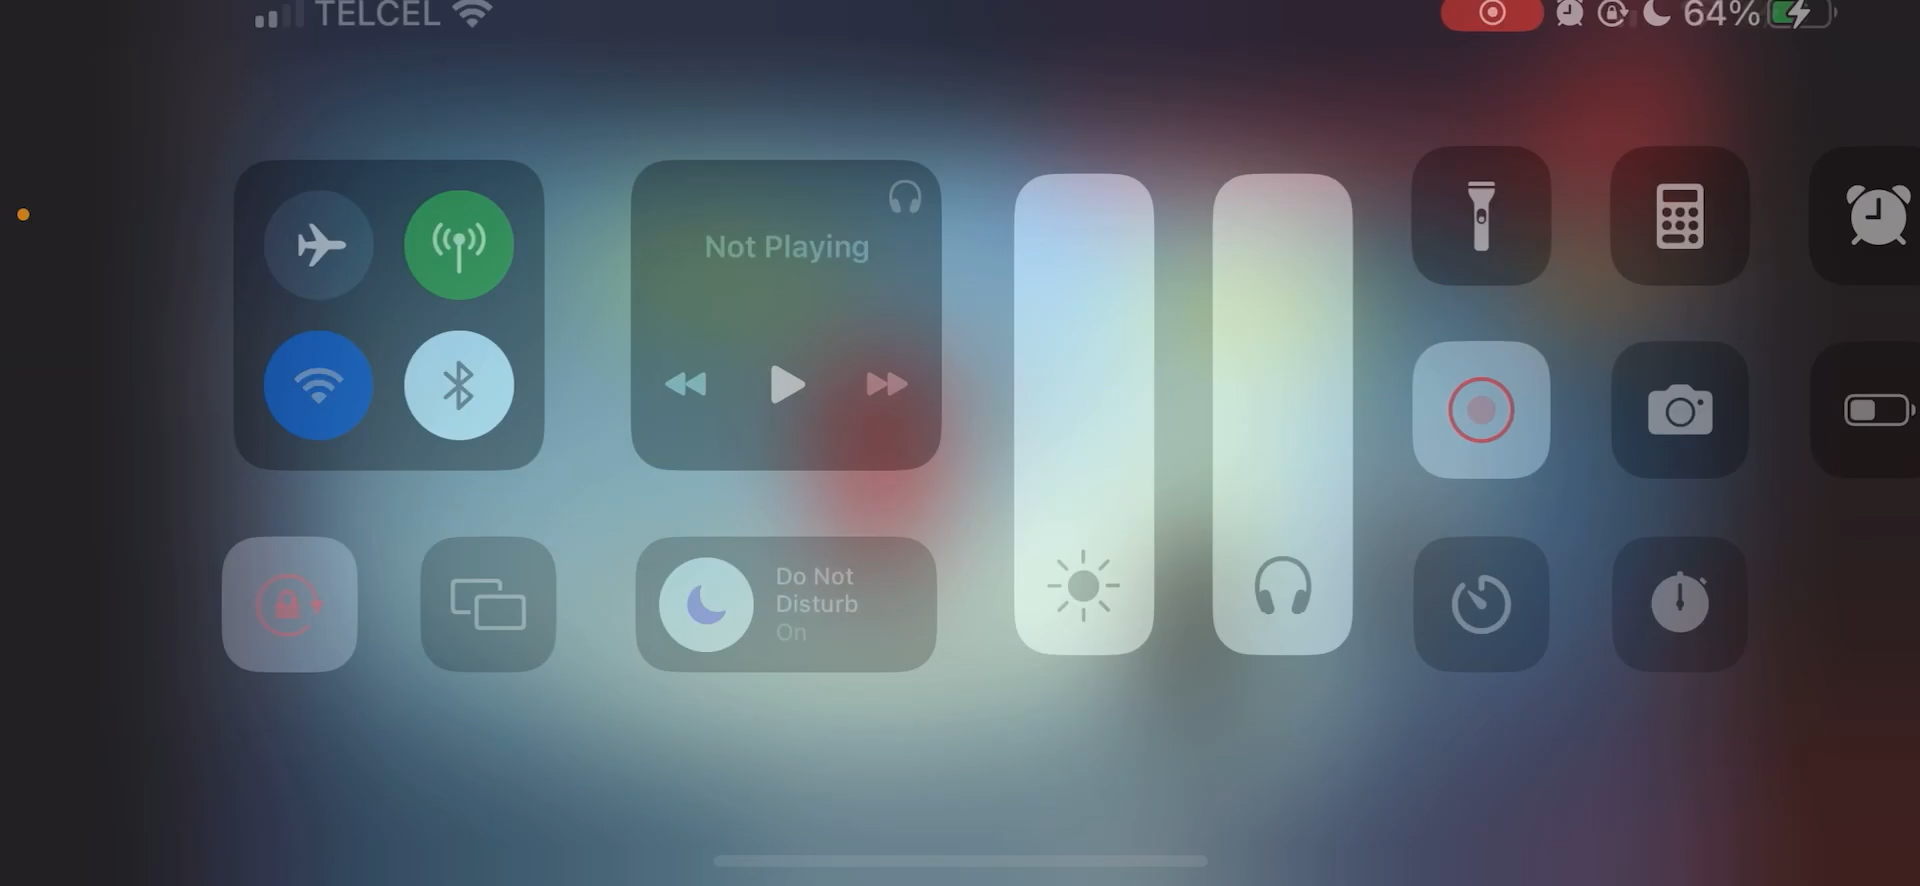 TELCEL
64%
Not Playing
Do Not
Disturb
On